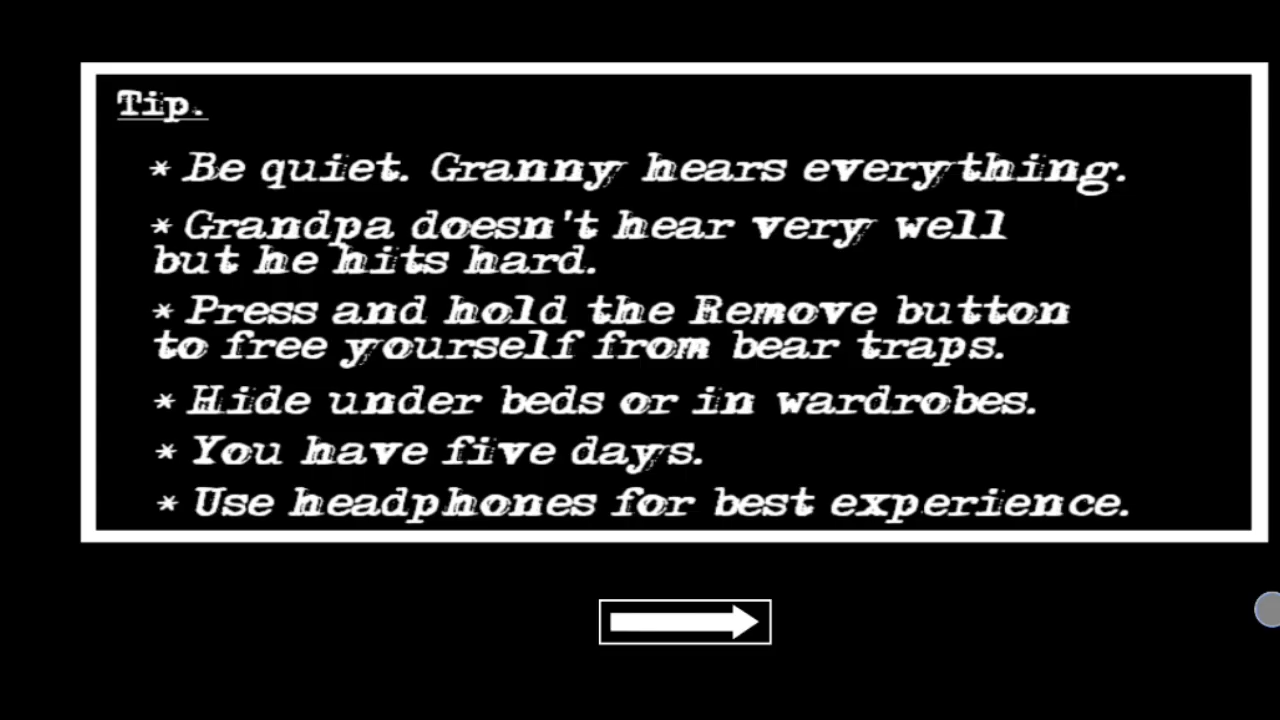 Tip.
* Be quiet. Granny hears everything.
* Grandpa doesn't hear very well
but he hits hard.
* Press and hold the Remove button
to free yourself from bear traps.
* Hide under beds or in wardrobes.
* You have five days.
* Use headphones for best experience.